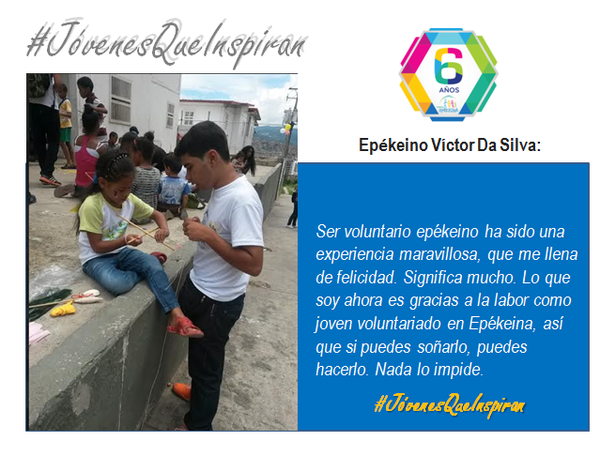 #JóvenesQueInspiran
6
AÑOS
Epékeino Victor Da Silva:
Ser voluntario epékeino ha sido una
experiencia maravillosa, que me llena
de felicidad. Significa mucho. Lo que
soy ahora es gracias a la labor como
joven voluntariado en Epékeina, así
que si puedes soñarlo, puedes
hacerlo. Nada lo impide.
#JóvenesQueInspiran